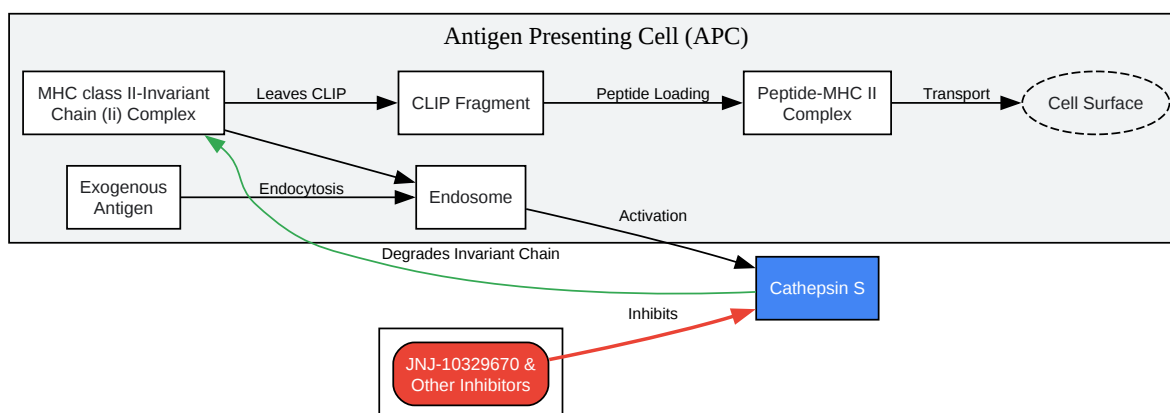 Antigen Presenting Cell (APC)
MHC class II-Invariant
Chain (Ii) Complex
Leaves CLIP
CLIP Fragment
Peptide Loading
Peptide-MHC II
Complex
Transport
Cell Surface
Exogenous
Antigen
Endocytosis
Endosome
Activation
Degrades Invariant Chain
Cathepsin S
Inhibits
JNJ-10329670 &
Other Inhibitors